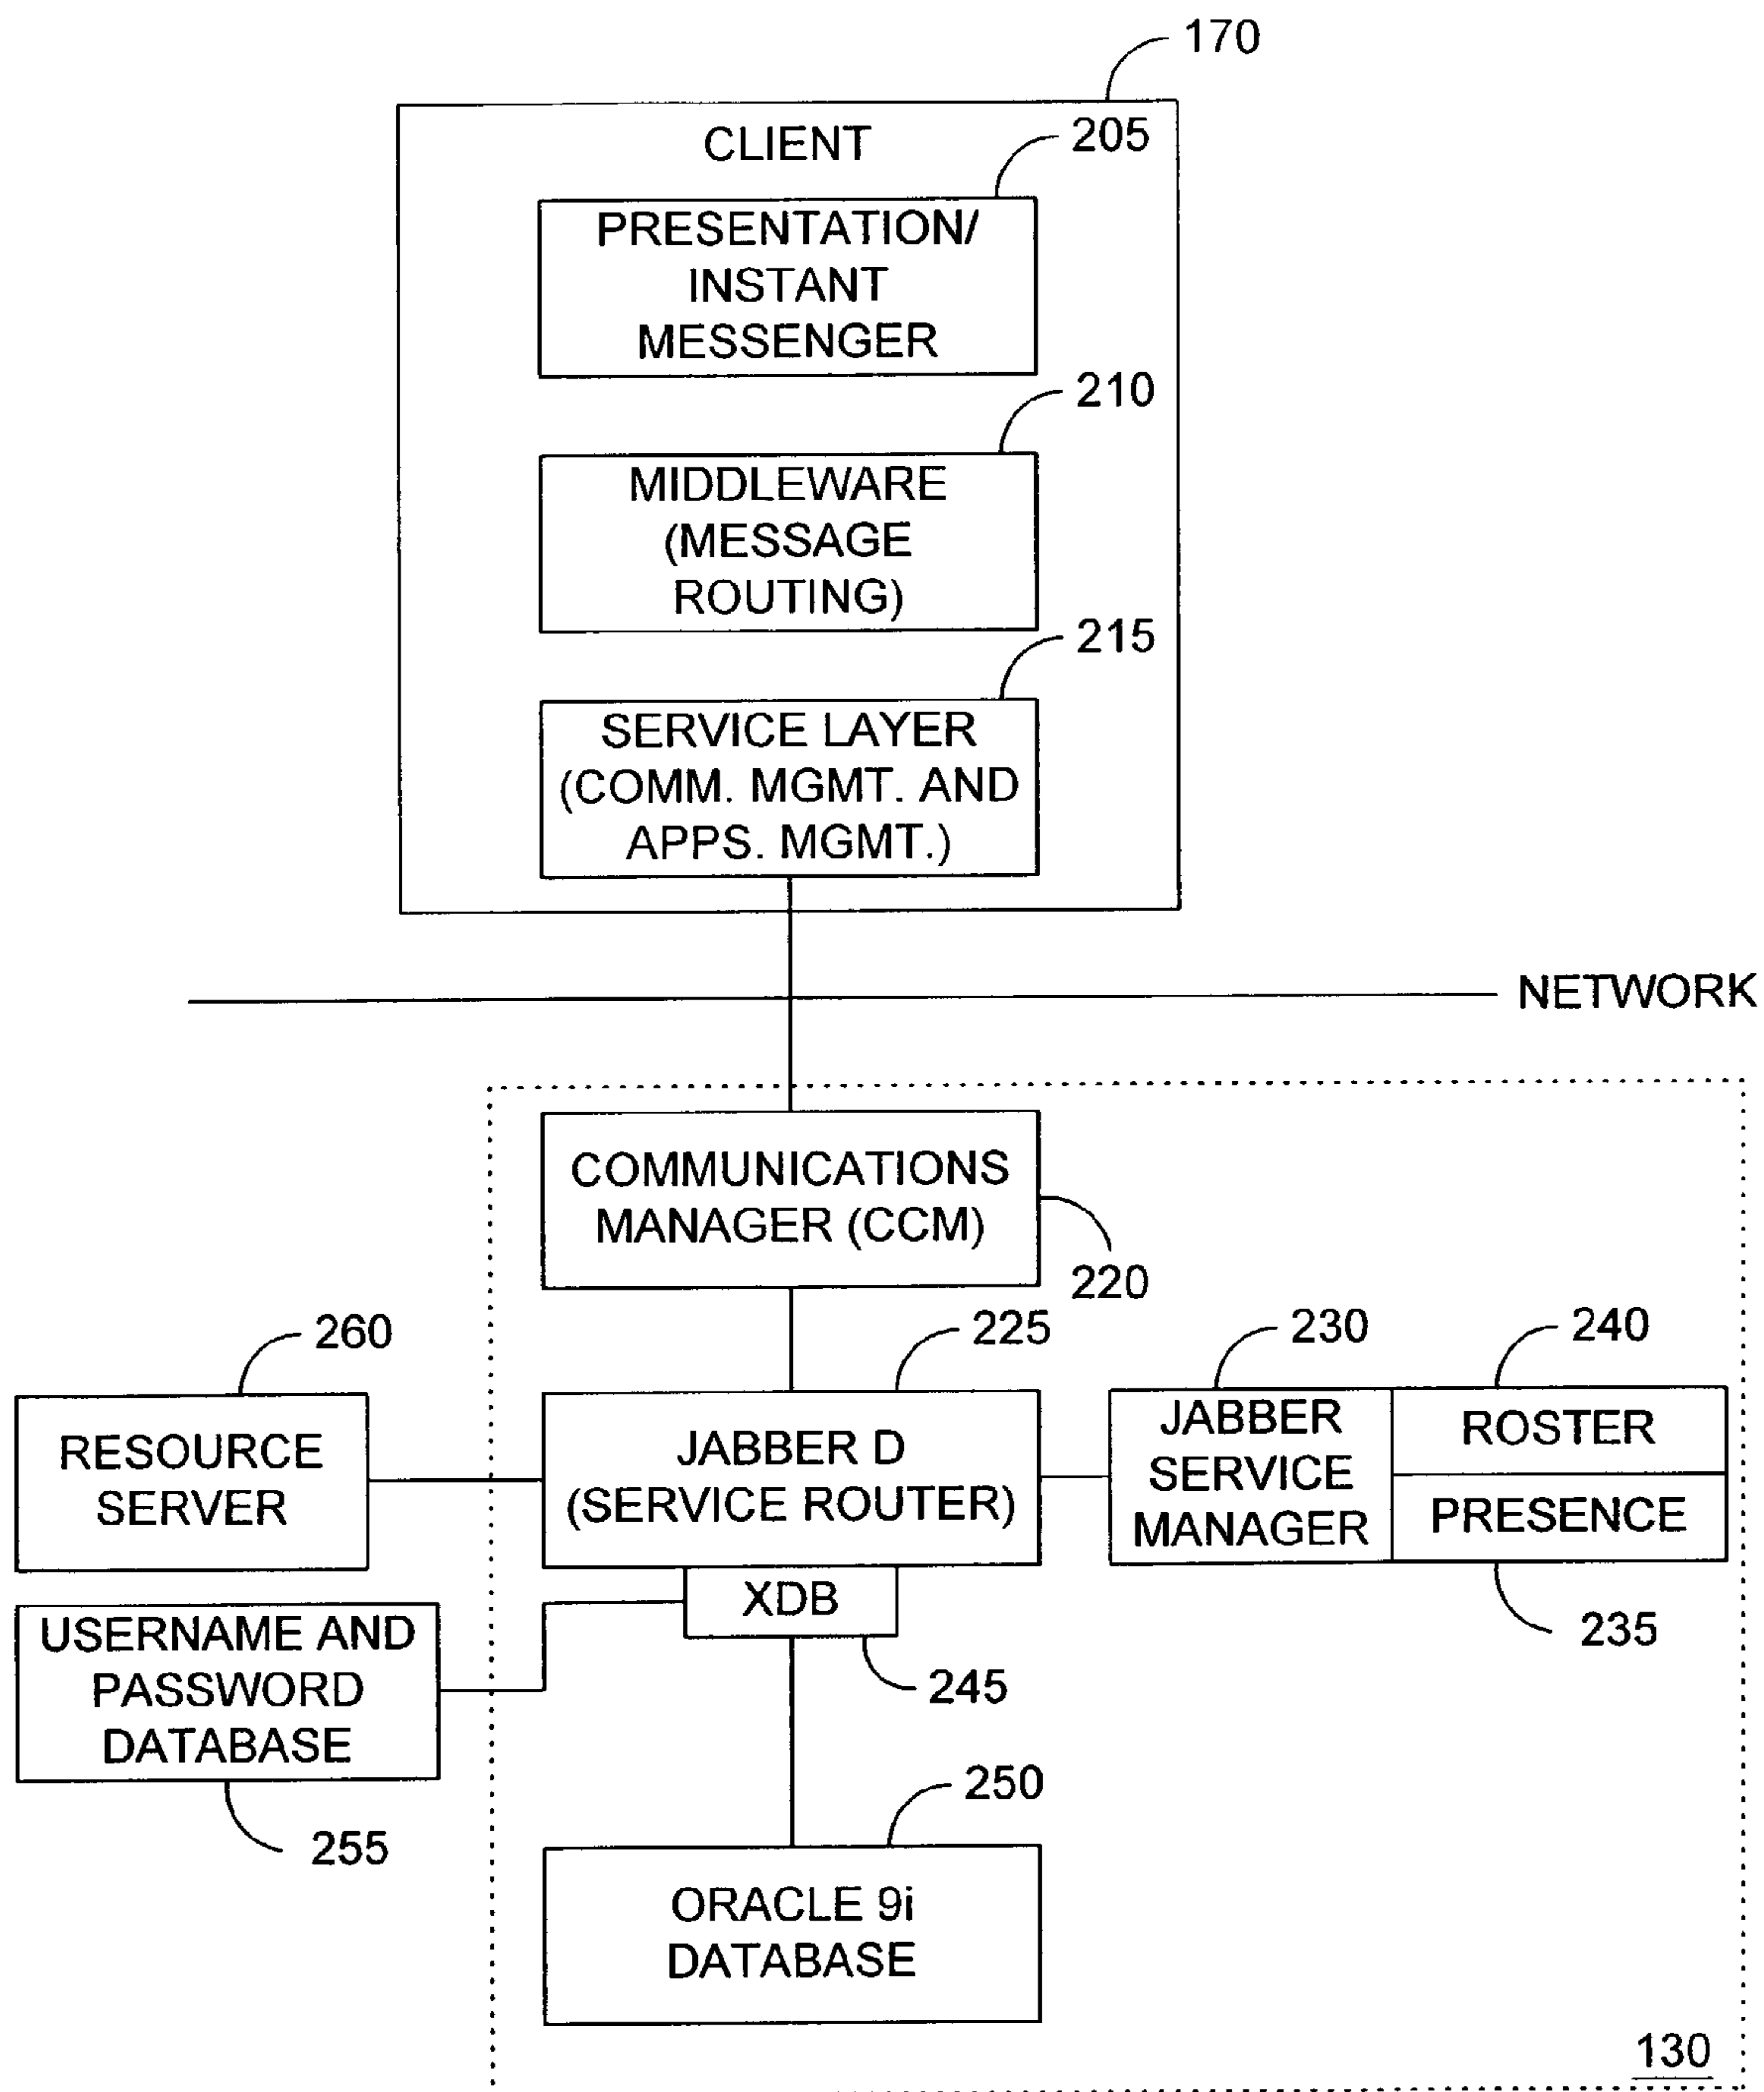 170
CLIENT
205
PRESENTATION/
INSTANT
MESSENGER
210
MIDDLEWARE
(MESSAGE
ROUTING)
215
SERVICE LAYER
(COMM. MGMT. AND
APPS. MGMT.)
NETWORK
COMMUNICATIONS
MANAGER (CCM)
220
260
225
230
240
RESOURCE
SERVER
JABBER D
(SERVICE ROUTER)
JABBER
SERVICE
MANAGER
ROSTER
PRESENCE
235
XDB
245
USERNAME AND
PASSWORD
DATABASE
255
250
ORACLE 9i
DATABASE
130